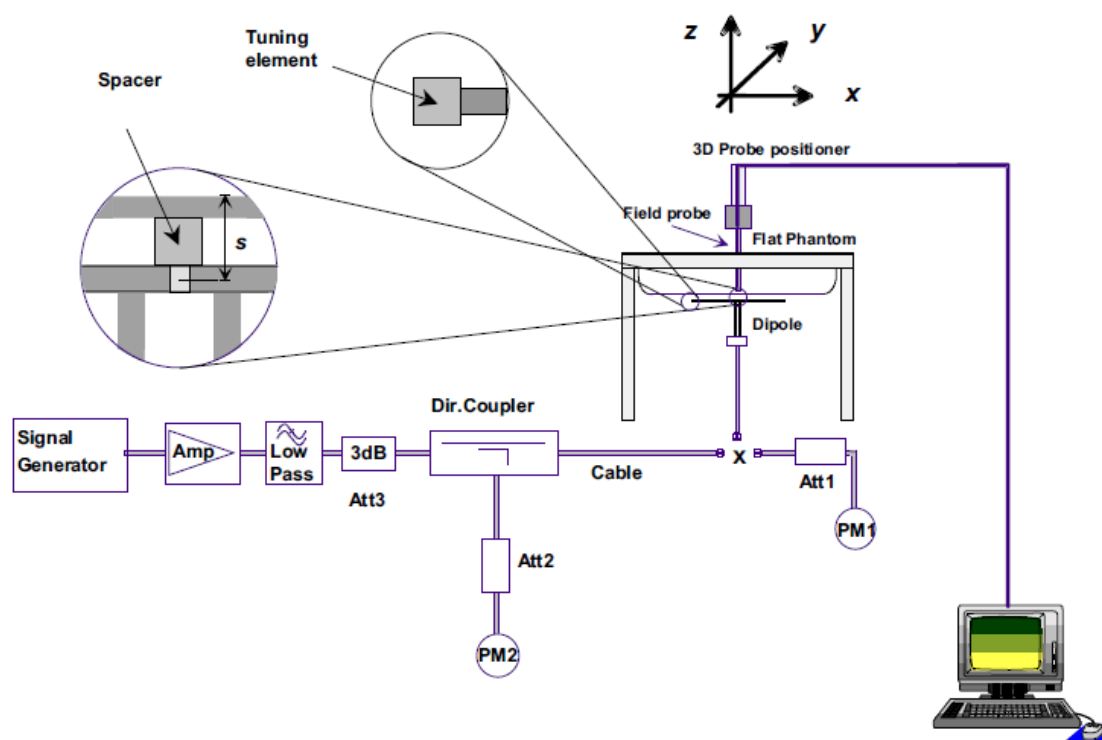 Tuning
element
Spacer
z
y
x
3D Probe positioner
Field probe
Flat Phantom
s
Dipole
Dir.Coupler
Signal
Generator
Amp
Low
Pass
3dB
Att3
Cable
x
Att1
PM1
Att2
PM2